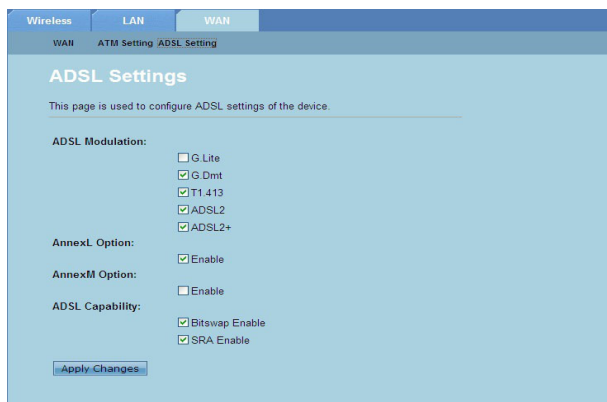 Wireless LAN WAN
WAN ATM Setting ADSL Setting
ADSL Settings
This page is used to configure ADSL settings of the device.
ADSL Modulation:
G.Lite
G.Dmt
T1.413
ADSL2
ADSL2+
AnnexL Option:
Enable
AnnexM Option:
Enable
ADSL Capability:
Bitswap Enable
SRA Enable
Apply Changes